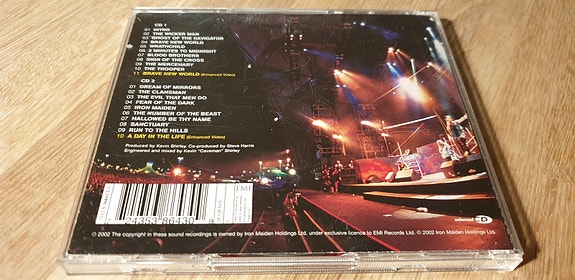 CD 1
01 INTRO
02 THE WICKER MAN
03 GHOST OF THE NAVIGATOR
04 BRAVE NEW WORLD
05 WRATHCHILD
06 2 MINUTES TO MIDNIGHT
07 BLOOD BROTHERS
08 SIGN OF THE CROSS
09 THE MERCENARY
10 THE TROOPER
11 BRAVE NEW WORLD (Enhanced Video)
CD 2
01 DREAM OF MIRRORS
02 THE CLANSMAN
03 THE EVIL THAT MEN DO
04 FEAR OF THE DARK
05 IRON MAIDEN
06 THE NUMBER OF THE BEAST
07 HALLOWED BE THY NAME
08 SANCTUARY
09 RUN TO THE HILLS
10 A DAY IN THE LIFE (Enhanced Video)
Produced by Kevin Shirley. Co-produced by Steve Harris
Engineered and mixed by Kevin "Caveman" Shirley
EMI
24353 86430
enhanced CD
© 2002 The copyright in these sound recordings is owned by Iron Maiden Holdings Ltd. under exclusive licence to EMI Records Ltd. © 2002 Iron Maiden Holdings Ltd.